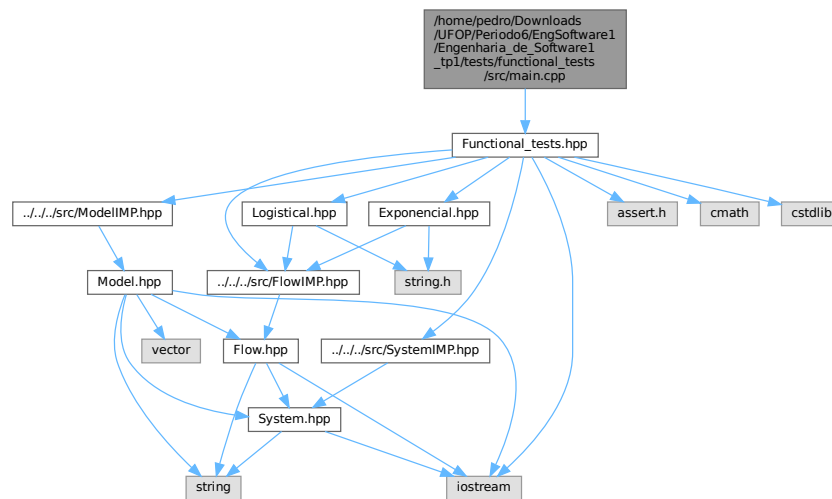 /home/pedro/Downloads
/UFOP/Periodo6/EngSoftware1
/Engenharia_de_Software1
_tp1/tests/functional_tests
/src/main.cpp
Functional_tests.hpp
../../../src/ModelIMP.hpp
Logistical.hpp
Exponencial.hpp
assert.h
cmath
cstdlib
Model.hpp
../../../src/FlowIMP.hpp
string.h
vector
Flow.hpp
../../../src/SystemIMP.hpp
System.hpp
string
iostream